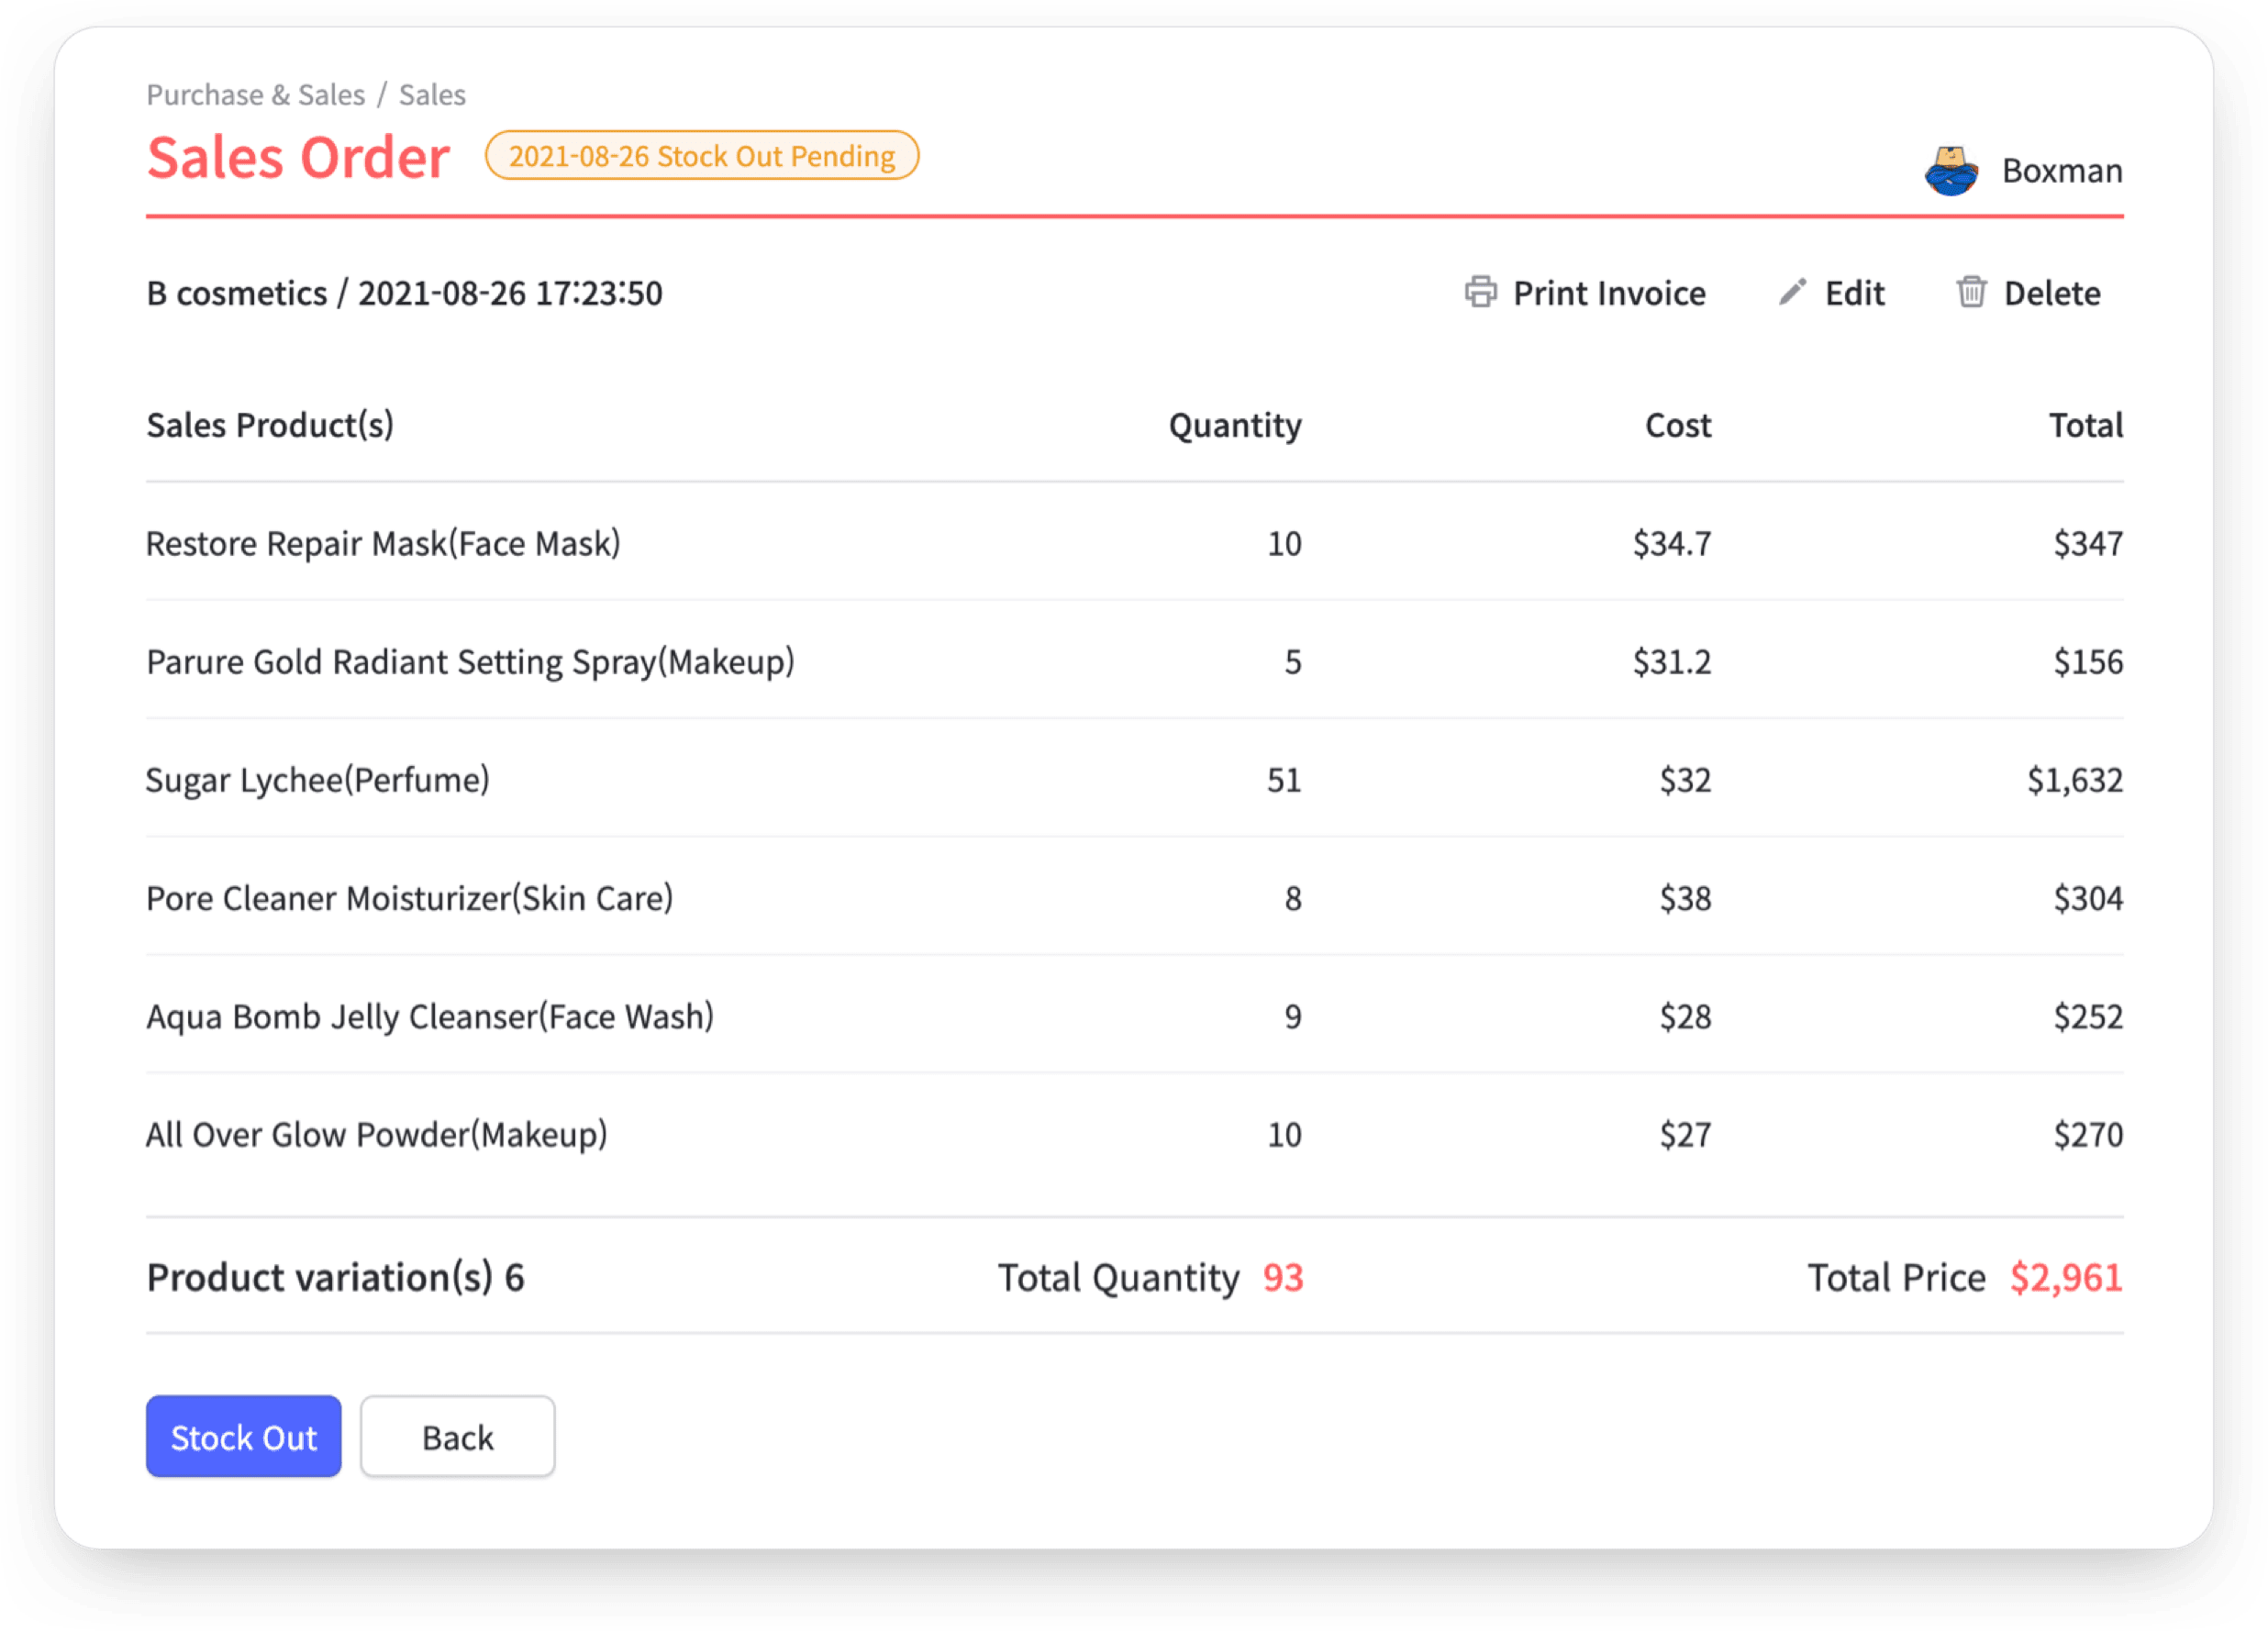 Purchase & Sales / Sales
Sales Order 2021-08-26 Stock Out Pending
Boxman
B cosmetics / 2021-08-26 17:23:50 Print Invoice Edit Delete
Sales Product(s) Quantity Cost Total
Restore Repair Mask(Face Mask) 10 $34.7 $347
Parure Gold Radiant Setting Spray(Makeup) 5 $31.2 $156
Sugar Lychee(Perfume) 51 $32 $1,632
Pore Cleaner Moisturizer(Skin Care) 8 $38 $304
Aqua Bomb Jelly Cleanser(Face Wash) 9 $28 $252
All Over Glow Powder(Makeup) 10 $27 $270
Product variation(s) 6 Total Quantity 93 Total Price $2,961
Stock Out Back